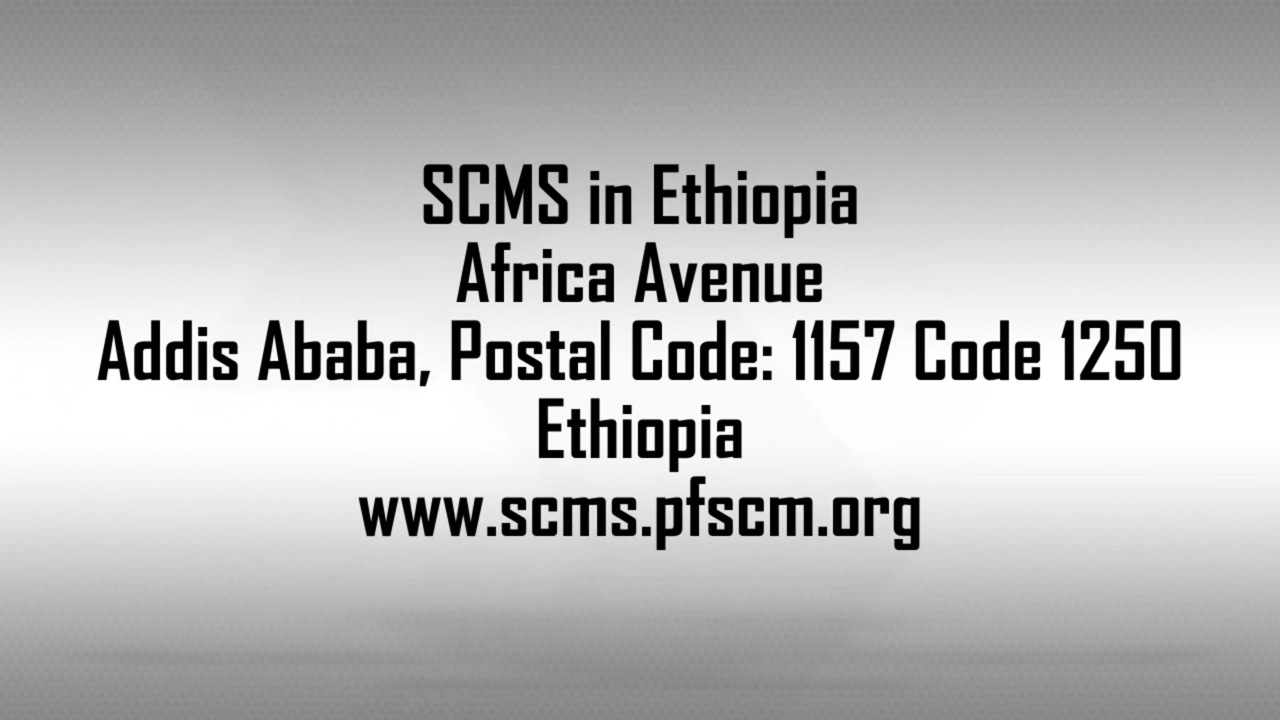 SCMS in Ethiopia
Africa Avenue
Addis Ababa, Postal Code: 1157 Code 1250
Ethiopia
www.scms.pfscm.org